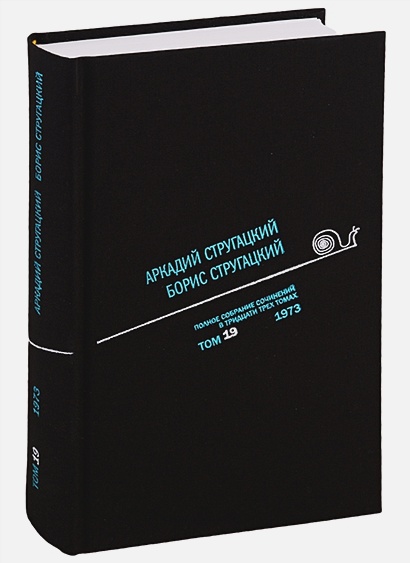 АРКАДИЙ СТРУГАЦКИЙ
БОРИС СТРУГАЦКИЙ
ПОЛНОЕ СОБРАНИЕ СОЧИНЕНИЙ
В ТРИДЦАТИ ТРЕХ ТОМАХ
ТОМ 19 1973
АРКАДИЙ СТРУГАЦКИЙ БОРИС СТРУГАЦКИЙ
1973
ТОМ 19